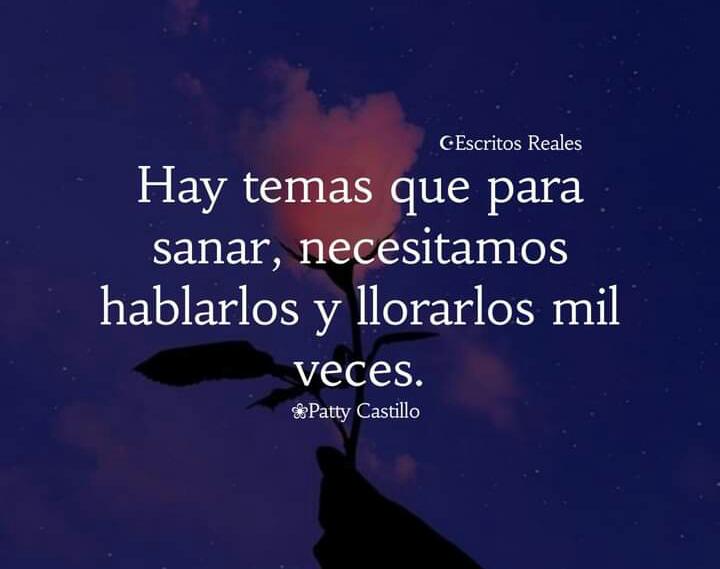 ☪Escritos Reales
Hay temas que para
sanar, necesitamos
hablarlos y llorarlos mil
veces.
❀Patty Castillo